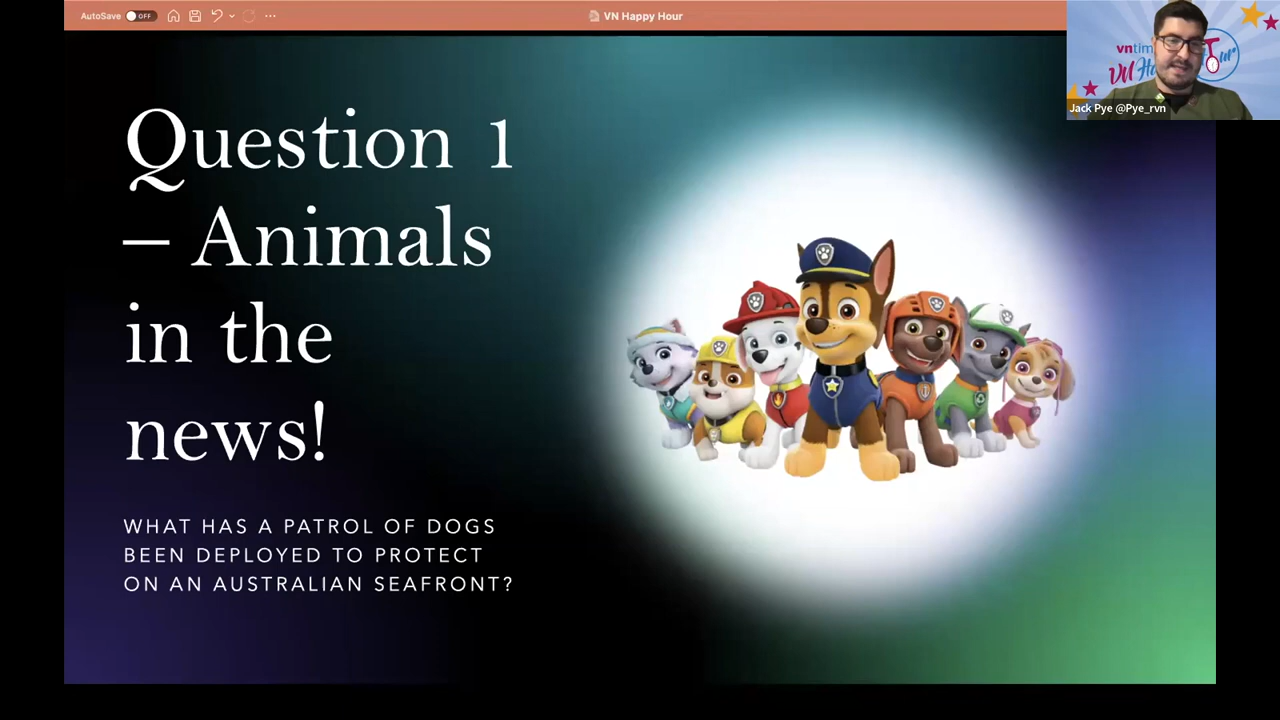 AutoSave OFF
VN Happy Hour
Jack Pye @Pye_rvn
Question 1
– Animals
in the
news!
WHAT HAS A PATROL OF DOGS
BEEN DEPLOYED TO PROTECT
ON AN AUSTRALIAN SEAFRONT?